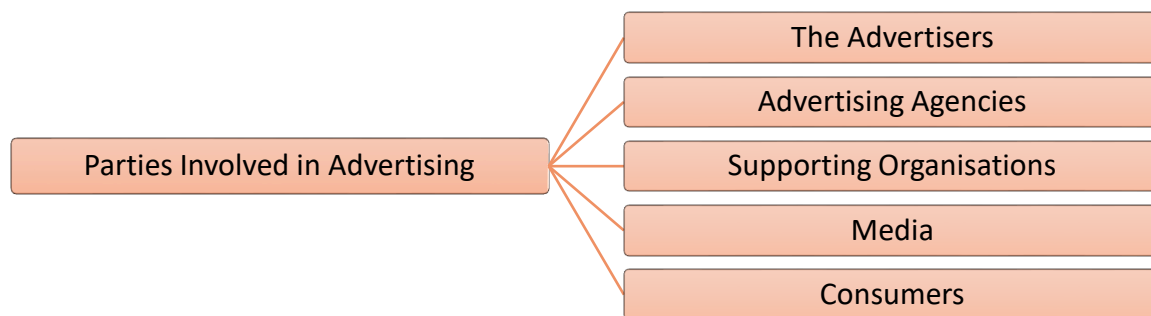 The Advertisers
Advertising Agencies
Parties Involved in Advertising
Supporting Organisations
Media
Consumers